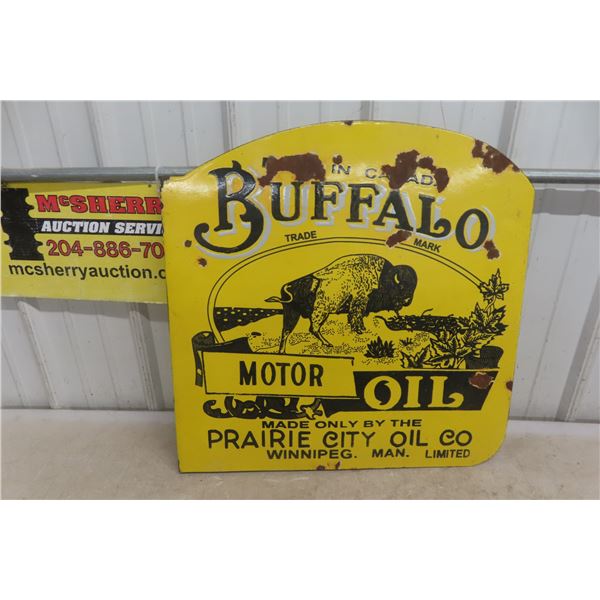 IN CANADA
BUFFALO
TRADE MARK
MOTOR OIL
MADE ONLY BY THE
PRAIRIE CITY OIL CO
WINNIPEG. MAN. LIMITED
McSHERRY
AUCTION SERVI
204-886-70
mcsherryauction.c